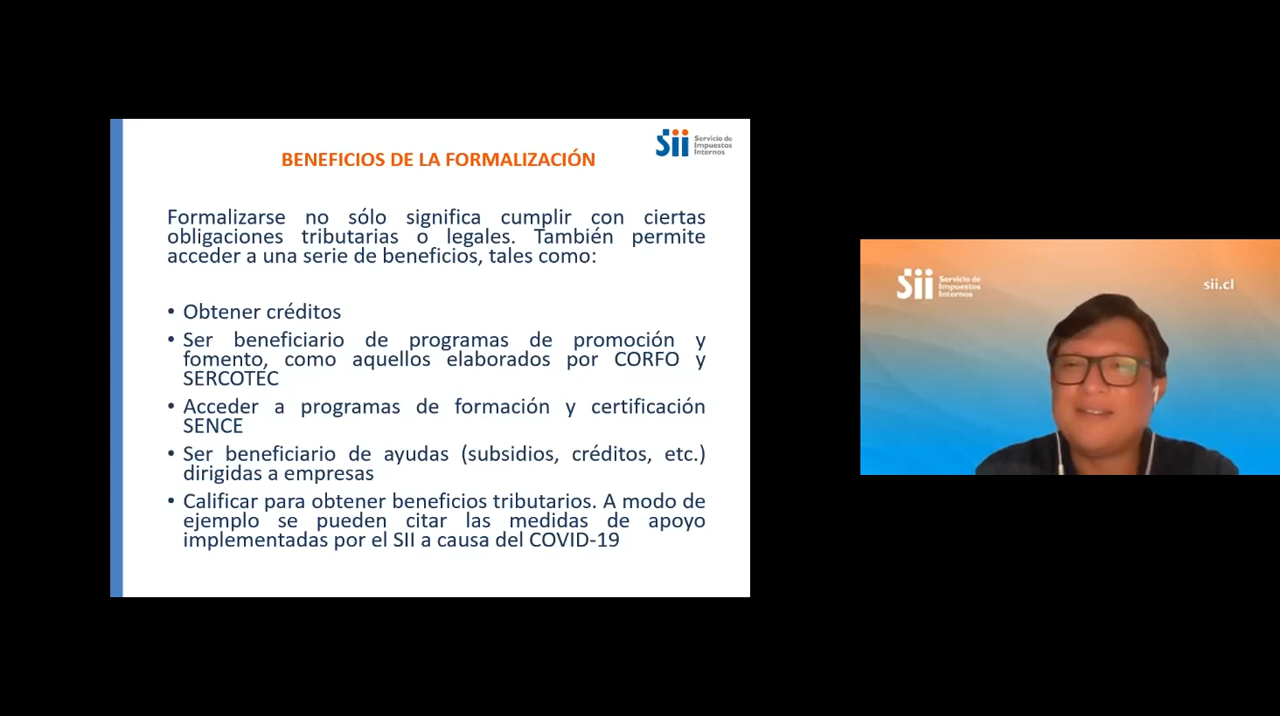 Sii Servicio de
Impuestos
Internos
BENEFICIOS DE LA FORMALIZACIÓN
Formalizarse no sólo significa cumplir con ciertas
obligaciones tributarias o legales. También permite
acceder a una serie de beneficios, tales como:
• Obtener créditos
• Ser beneficiario de programas de promoción y
fomento, como aquellos elaborados por CORFO y
SERCOTEC
• Acceder a programas de formación y certificación
SENCE
• Ser beneficiario de ayudas (subsidios, créditos, etc.)
dirigidas a empresas
• Calificar para obtener beneficios tributarios. A modo de
ejemplo se pueden citar las medidas de apoyo
implementadas por el SII a causa del COVID-19
Sii Servicio de
Impuestos
Internos
sii.cl